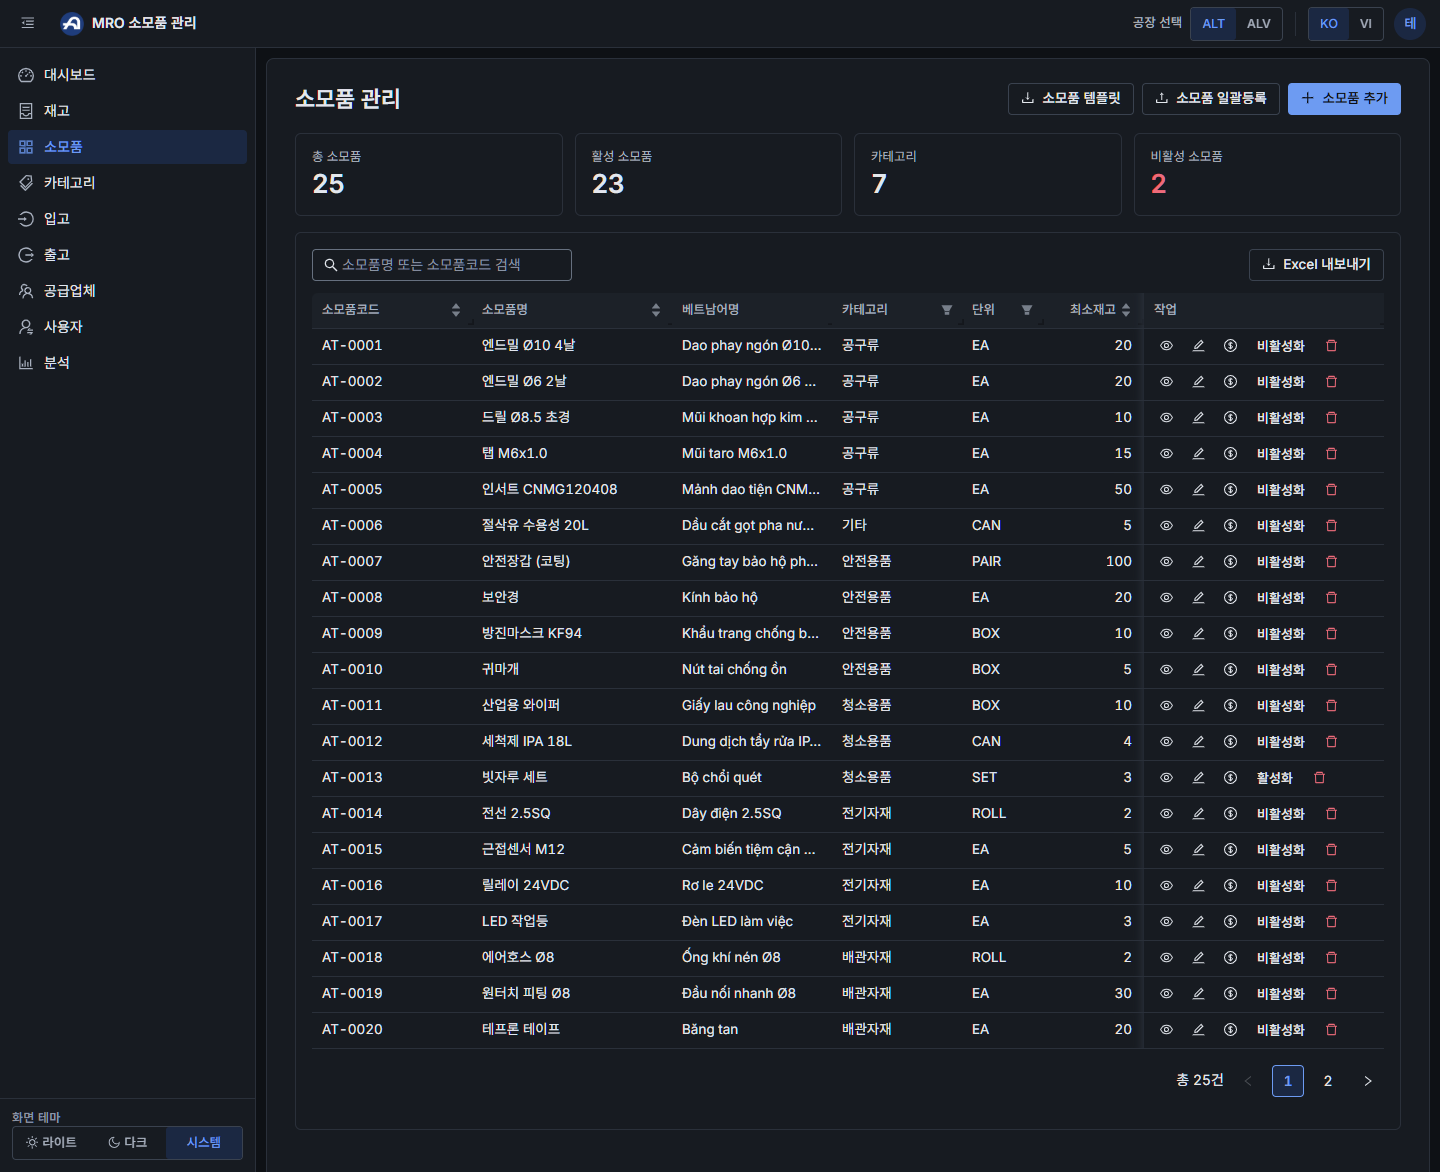 MRO 소모품 관리
공장 선택 ALT ALV KO VI 테
대시보드
재고
소모품
카테고리
입고
출고
공급업체
사용자
분석
화면 테마
라이트 다크 시스템
소모품 관리
소모품 템플릿 소모품 일괄등록 소모품 추가
총 소모품
25
활성 소모품
23
카테고리
7
비활성 소모품
2
소모품명 또는 소모품코드 검색
Excel 내보내기
소모품코드 소모품명 베트남어명 카테고리 단위 최소재고 작업
AT-0001 엔드밀 Ø10 4날 Dao phay ngón Ø10... 공구류 EA 20 비활성화
AT-0002 엔드밀 Ø6 2날 Dao phay ngón Ø6 ... 공구류 EA 20 비활성화
AT-0003 드릴 Ø8.5 초경 Mũi khoan hợp kim ... 공구류 EA 10 비활성화
AT-0004 탭 M6x1.0 Mũi taro M6x1.0 공구류 EA 15 비활성화
AT-0005 인서트 CNMG120408 Mảnh dao tiện CNM... 공구류 EA 50 비활성화
AT-0006 절삭유 수용성 20L Dầu cắt gọt pha nư... 기타 CAN 5 비활성화
AT-0007 안전장갑 (코팅) Găng tay bảo hộ ph... 안전용품 PAIR 100 비활성화
AT-0008 보안경 Kính bảo hộ 안전용품 EA 20 비활성화
AT-0009 방진마스크 KF94 Khẩu trang chống b... 안전용품 BOX 10 비활성화
AT-0010 귀마개 Nút tai chống ồn 안전용품 BOX 5 비활성화
AT-0011 산업용 와이퍼 Giấy lau công nghiệp 청소용품 BOX 10 비활성화
AT-0012 세척제 IPA 18L Dung dịch tẩy rửa IP... 청소용품 CAN 4 비활성화
AT-0013 빗자루 세트 Bộ chổi quét 청소용품 SET 3 활성화
AT-0014 전선 2.5SQ Dây điện 2.5SQ 전기자재 ROLL 2 비활성화
AT-0015 근접센서 M12 Cảm biến tiệm cận ... 전기자재 EA 5 비활성화
AT-0016 릴레이 24VDC Rơ le 24VDC 전기자재 EA 10 비활성화
AT-0017 LED 작업등 Đèn LED làm việc 전기자재 EA 3 비활성화
AT-0018 에어호스 Ø8 Ống khí nén Ø8 배관자재 ROLL 2 비활성화
AT-0019 원터치 피팅 Ø8 Đầu nối nhanh Ø8 배관자재 EA 30 비활성화
AT-0020 테프론 테이프 Băng tan 배관자재 EA 20 비활성화
총 25건 1 2